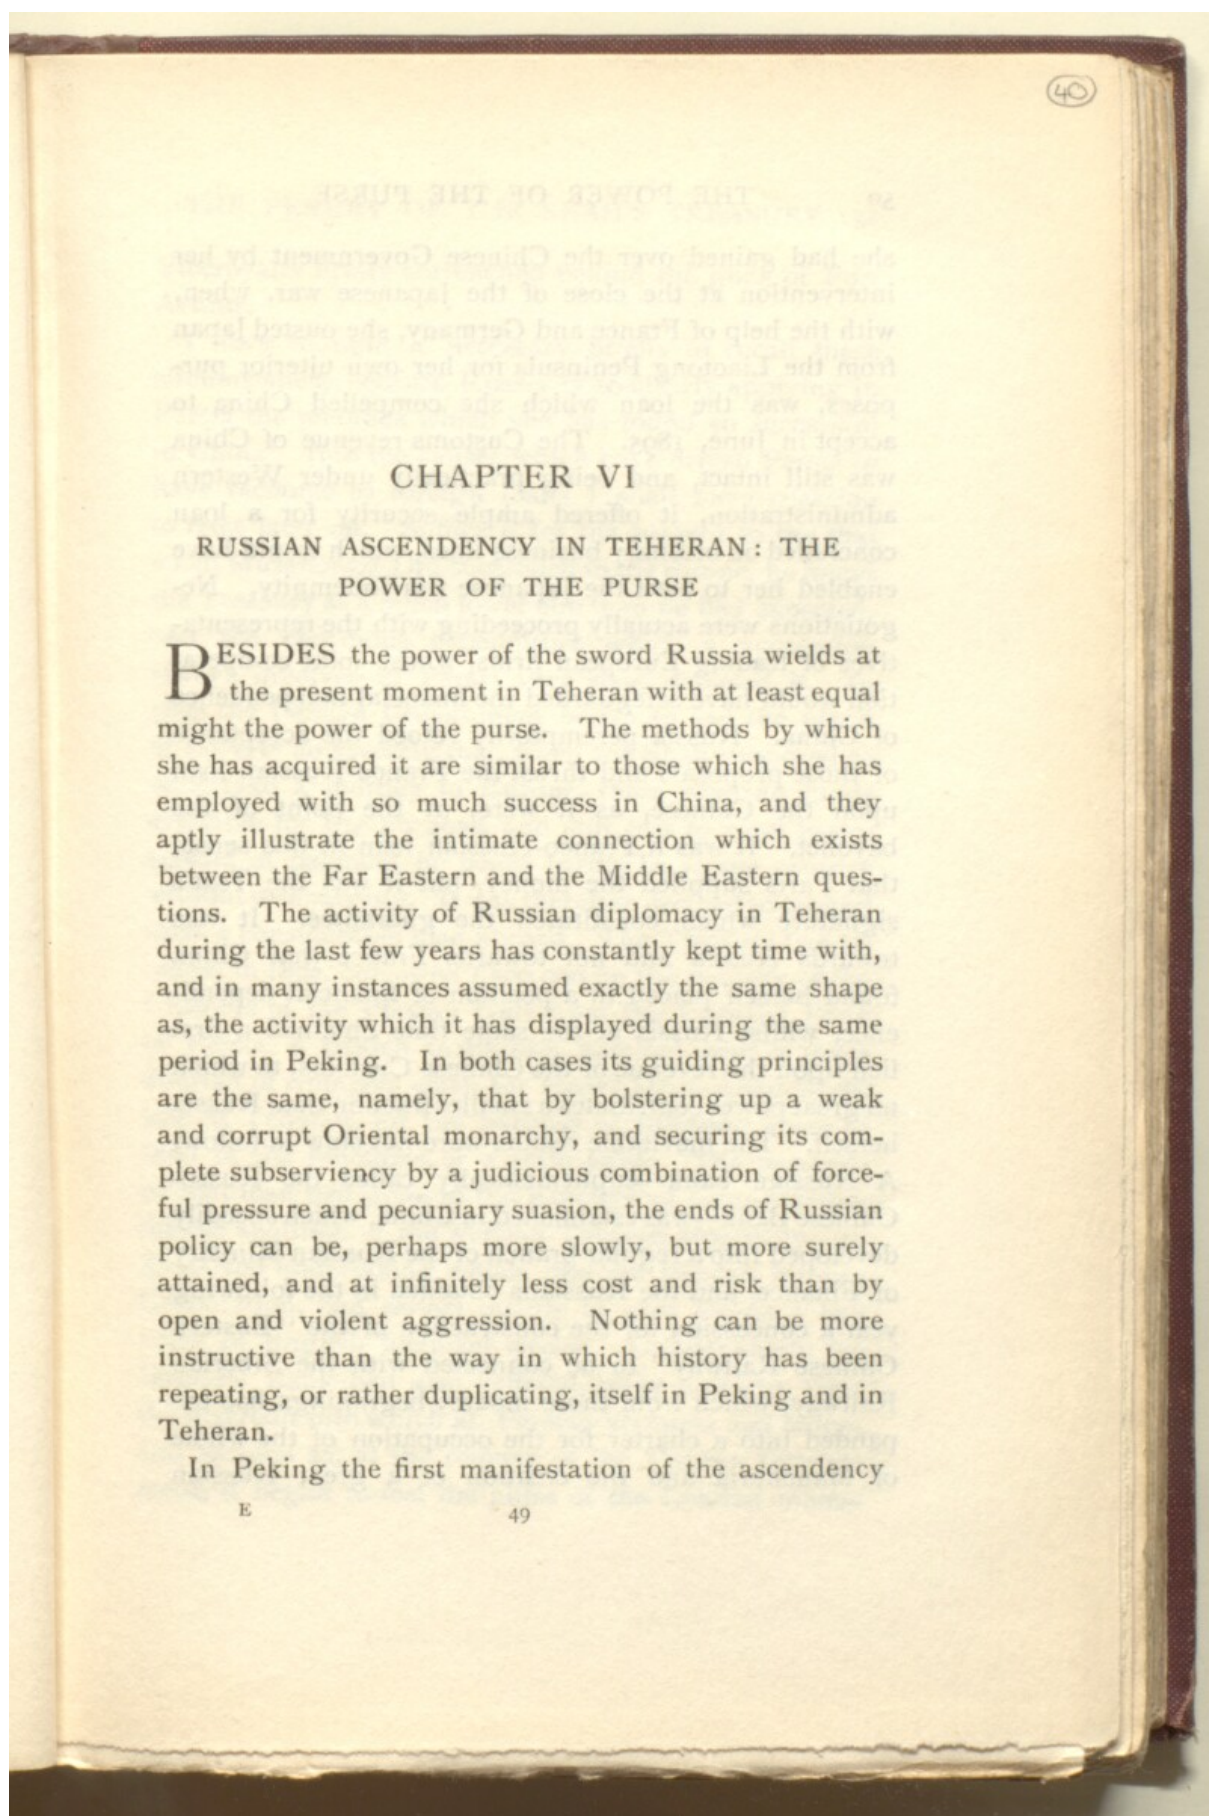 40
CHAPTER VI
RUSSIAN ASCENDENCY IN TEHERAN : THE
POWER OF THE PURSE
BESIDES the power of the sword Russia wields at
the present moment in Teheran with at least equal
might the power of the purse. The methods by which
she has acquired it are similar to those which she has
employed with so much success in China, and they
aptly illustrate the intimate connection which exists
between the Far Eastern and the Middle Eastern ques-
tions. The activity of Russian diplomacy in Teheran
during the last few years has constantly kept time with,
and in many instances assumed exactly the same shape
as, the activity which it has displayed during the same
period in Peking. In both cases its guiding principles
are the same, namely, that by bolstering up a weak
and corrupt Oriental monarchy, and securing its com-
plete subserviency by a judicious combination of force-
ful pressure and pecuniary suasion, the ends of Russian
policy can be, perhaps more slowly, but more surely
attained, and at infinitely less cost and risk than by
open and violent aggression. Nothing can be more
instructive than the way in which history has been
repeating, or rather duplicating, itself in Peking and in
Teheran.
In Peking the first manifestation of the ascendency
E 49